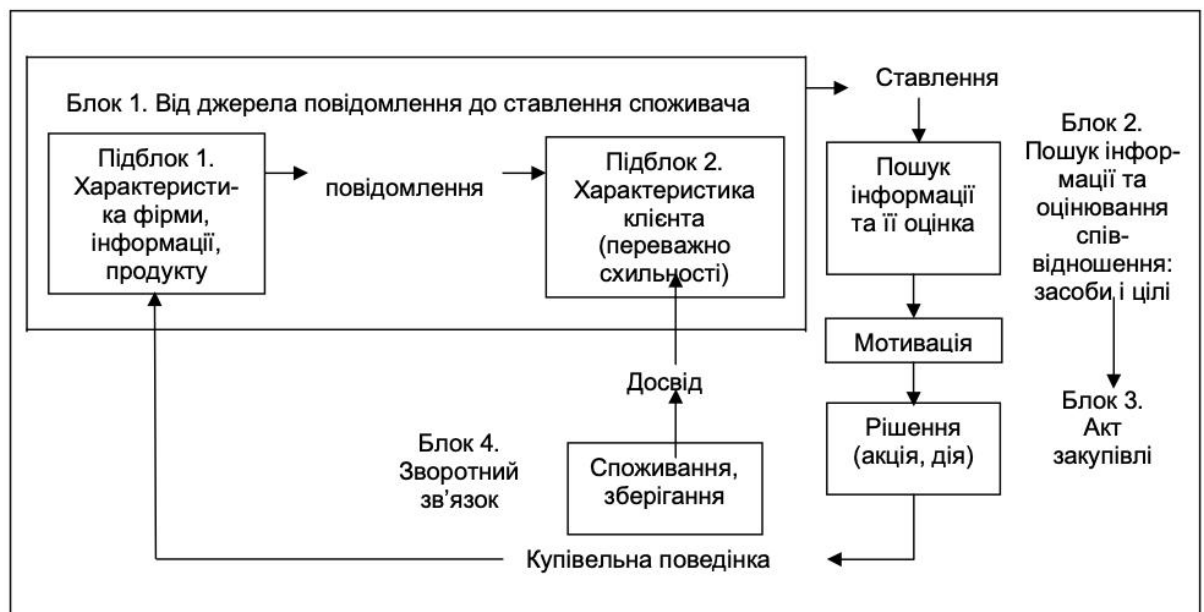 Блок 1. Від джерела повідомлення до ставлення споживача
Підблок 1.
Характеристи-
ка фірми,
інформації,
продукту
повідомлення
Підблок 2.
Характеристика
клієнта
(переважно
схильності)
Ставлення
Пошук
інформації
та її оцінка
Блок 2.
Пошук інфор-
мації та
оцінювання
спів-
відношення:
засоби і цілі
Мотивація
Рішення
(акція, дія)
Блок 3.
Акт
закупівлі
Досвід
Блок 4.
Зворотний
зв’язок
Споживання,
зберігання
Купівельна поведінка